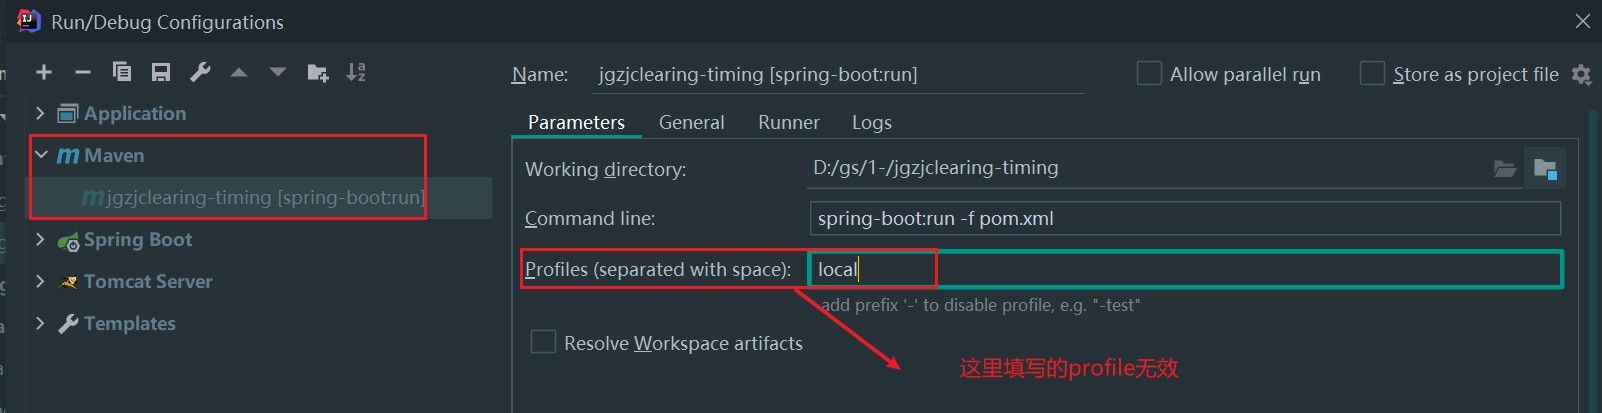 Run/Debug Configurations
Name: jgzjclearing-timing [spring-boot:run]
Allow parallel run
Store as project file
Application
Maven
jgzjclearing-timing [spring-boot:run]
Spring Boot
Tomcat Server
Templates
Parameters General Runner Logs
Working directory: D:/gs/1-/jgzjclearing-timing
Command line: spring-boot:run -f pom.xml
Profiles (separated with space): local
add prefix '-' to disable profile, e.g. "-test"
Resolve Workspace artifacts
这里填写的profile无效